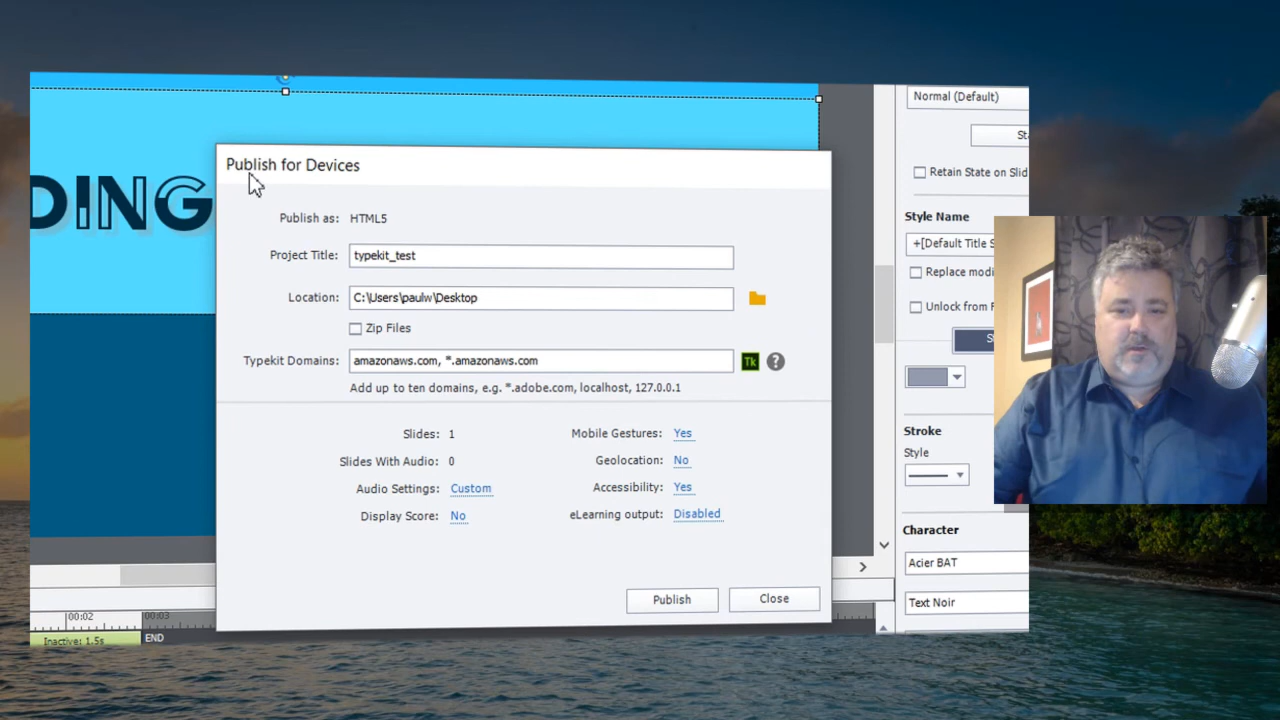 Normal (Default)
Retain State on Slid
Publish for Devices
DING
Publish as: HTML5
Style Name
Project Title: typekit_test
+[Default Title S
Replace modi
Location: C:\Users\paulw\Desktop
Unlock from
Zip Files
Typekit Domains: amazonaws.com, *.amazonaws.com Tk ?
Add up to ten domains, e.g. *.adobe.com, localhost, 127.0.0.1
Slides: 1 Mobile Gestures: Yes
Stroke
Style
Slides With Audio: 0 Geolocation: No
Audio Settings: Custom Accessibility: Yes
Display Score: No eLearning output: Disabled
Character
Acier BAT
Publish Close
Text Noir
00:02 00:03
Inactive: 1.5s END